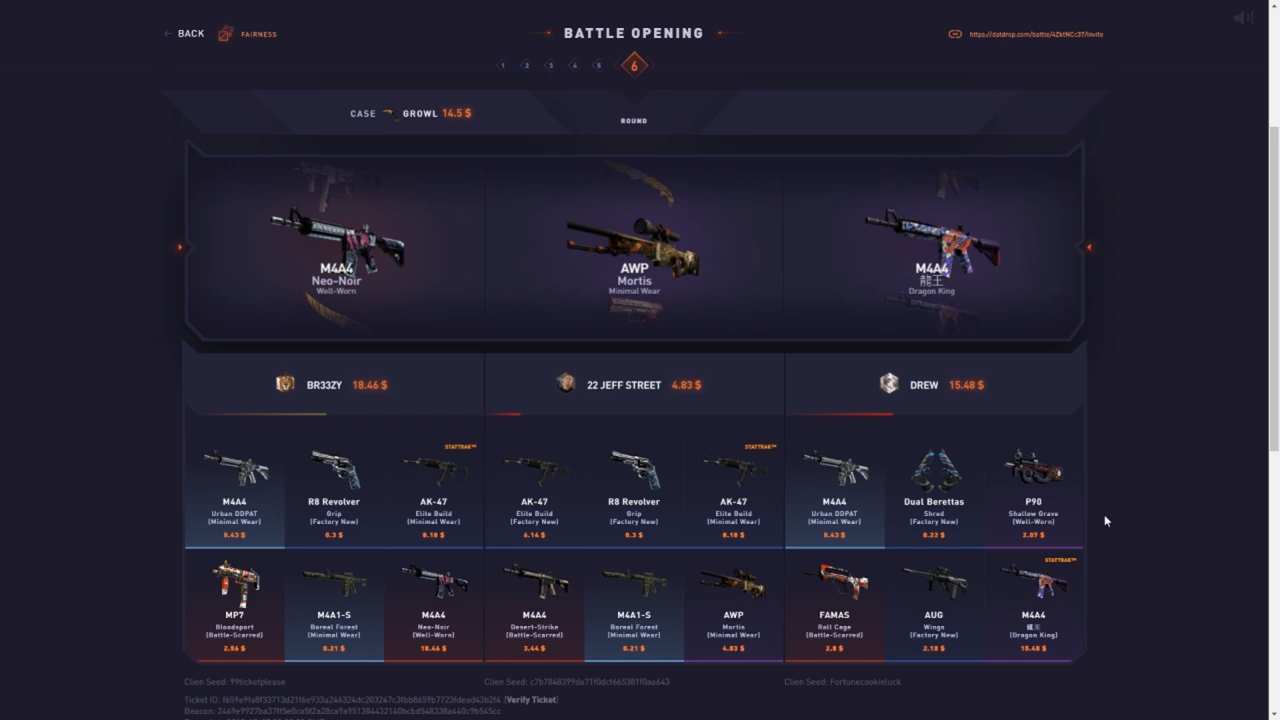 BACK
FAIRNESS
BATTLE OPENING
https://datdrop.com/battle/4ZktNGc37/invite
1 2 3 4 5 6
CASE GROWL 14.5 $
ROUND
M4A4
Neo-Noir
Well-Worn
AWP
Mortis
Minimal Wear
M4A4
龍王
Dragon King
BR33ZY 18.46 $
22 JEFF STREET 4.83 $
DREW 15.48 $
STATTRAK™
STATTRAK™
M4A4
Urban DDPAT
(Minimal Wear)
0.43 $
R8 Revolver
Grip
(Factory New)
0.3 $
AK-47
Elite Build
(Minimal Wear)
8.18 $
AK-47
Elite Build
(Factory New)
6.14 $
R8 Revolver
Grip
(Factory New)
0.3 $
AK-47
Elite Build
(Minimal Wear)
8.18 $
M4A4
Urban DDPAT
(Minimal Wear)
0.43 $
Dual Berettas
Shred
(Factory New)
0.22 $
P90
Shallow Grave
(Well-Worn)
2.07 $
STATTRAK™
MP7
Bloodsport
(Battle-Scarred)
2.56 $
M4A1-S
Boreal Forest
(Minimal Wear)
0.21 $
M4A4
Neo-Noir
(Well-Worn)
18.46 $
M4A4
Desert-Strike
(Battle-Scarred)
3.44 $
M4A1-S
Boreal Forest
(Minimal Wear)
0.21 $
AWP
Mortis
(Minimal Wear)
4.83 $
FAMAS
Roll Cage
(Battle-Scarred)
2.8 $
AUG
Wings
(Factory New)
2.18 $
M4A4
龍王
(Dragon King)
15.48 $
Clien Seed: 99ticketplease
Clien Seed: c7b7848399da71f0dcf665381f0aa643
Clien Seed: Fortunecookieluck
Ticket ID: (Verify Ticket)
Beacon: